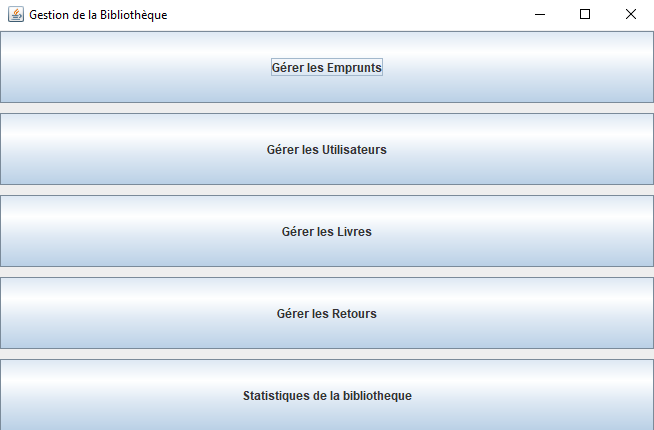 Gestion de la Bibliothèque
Gérer les Emprunts
Gérer les Utilisateurs
Gérer les Livres
Gérer les Retours
Statistiques de la bibliotheque